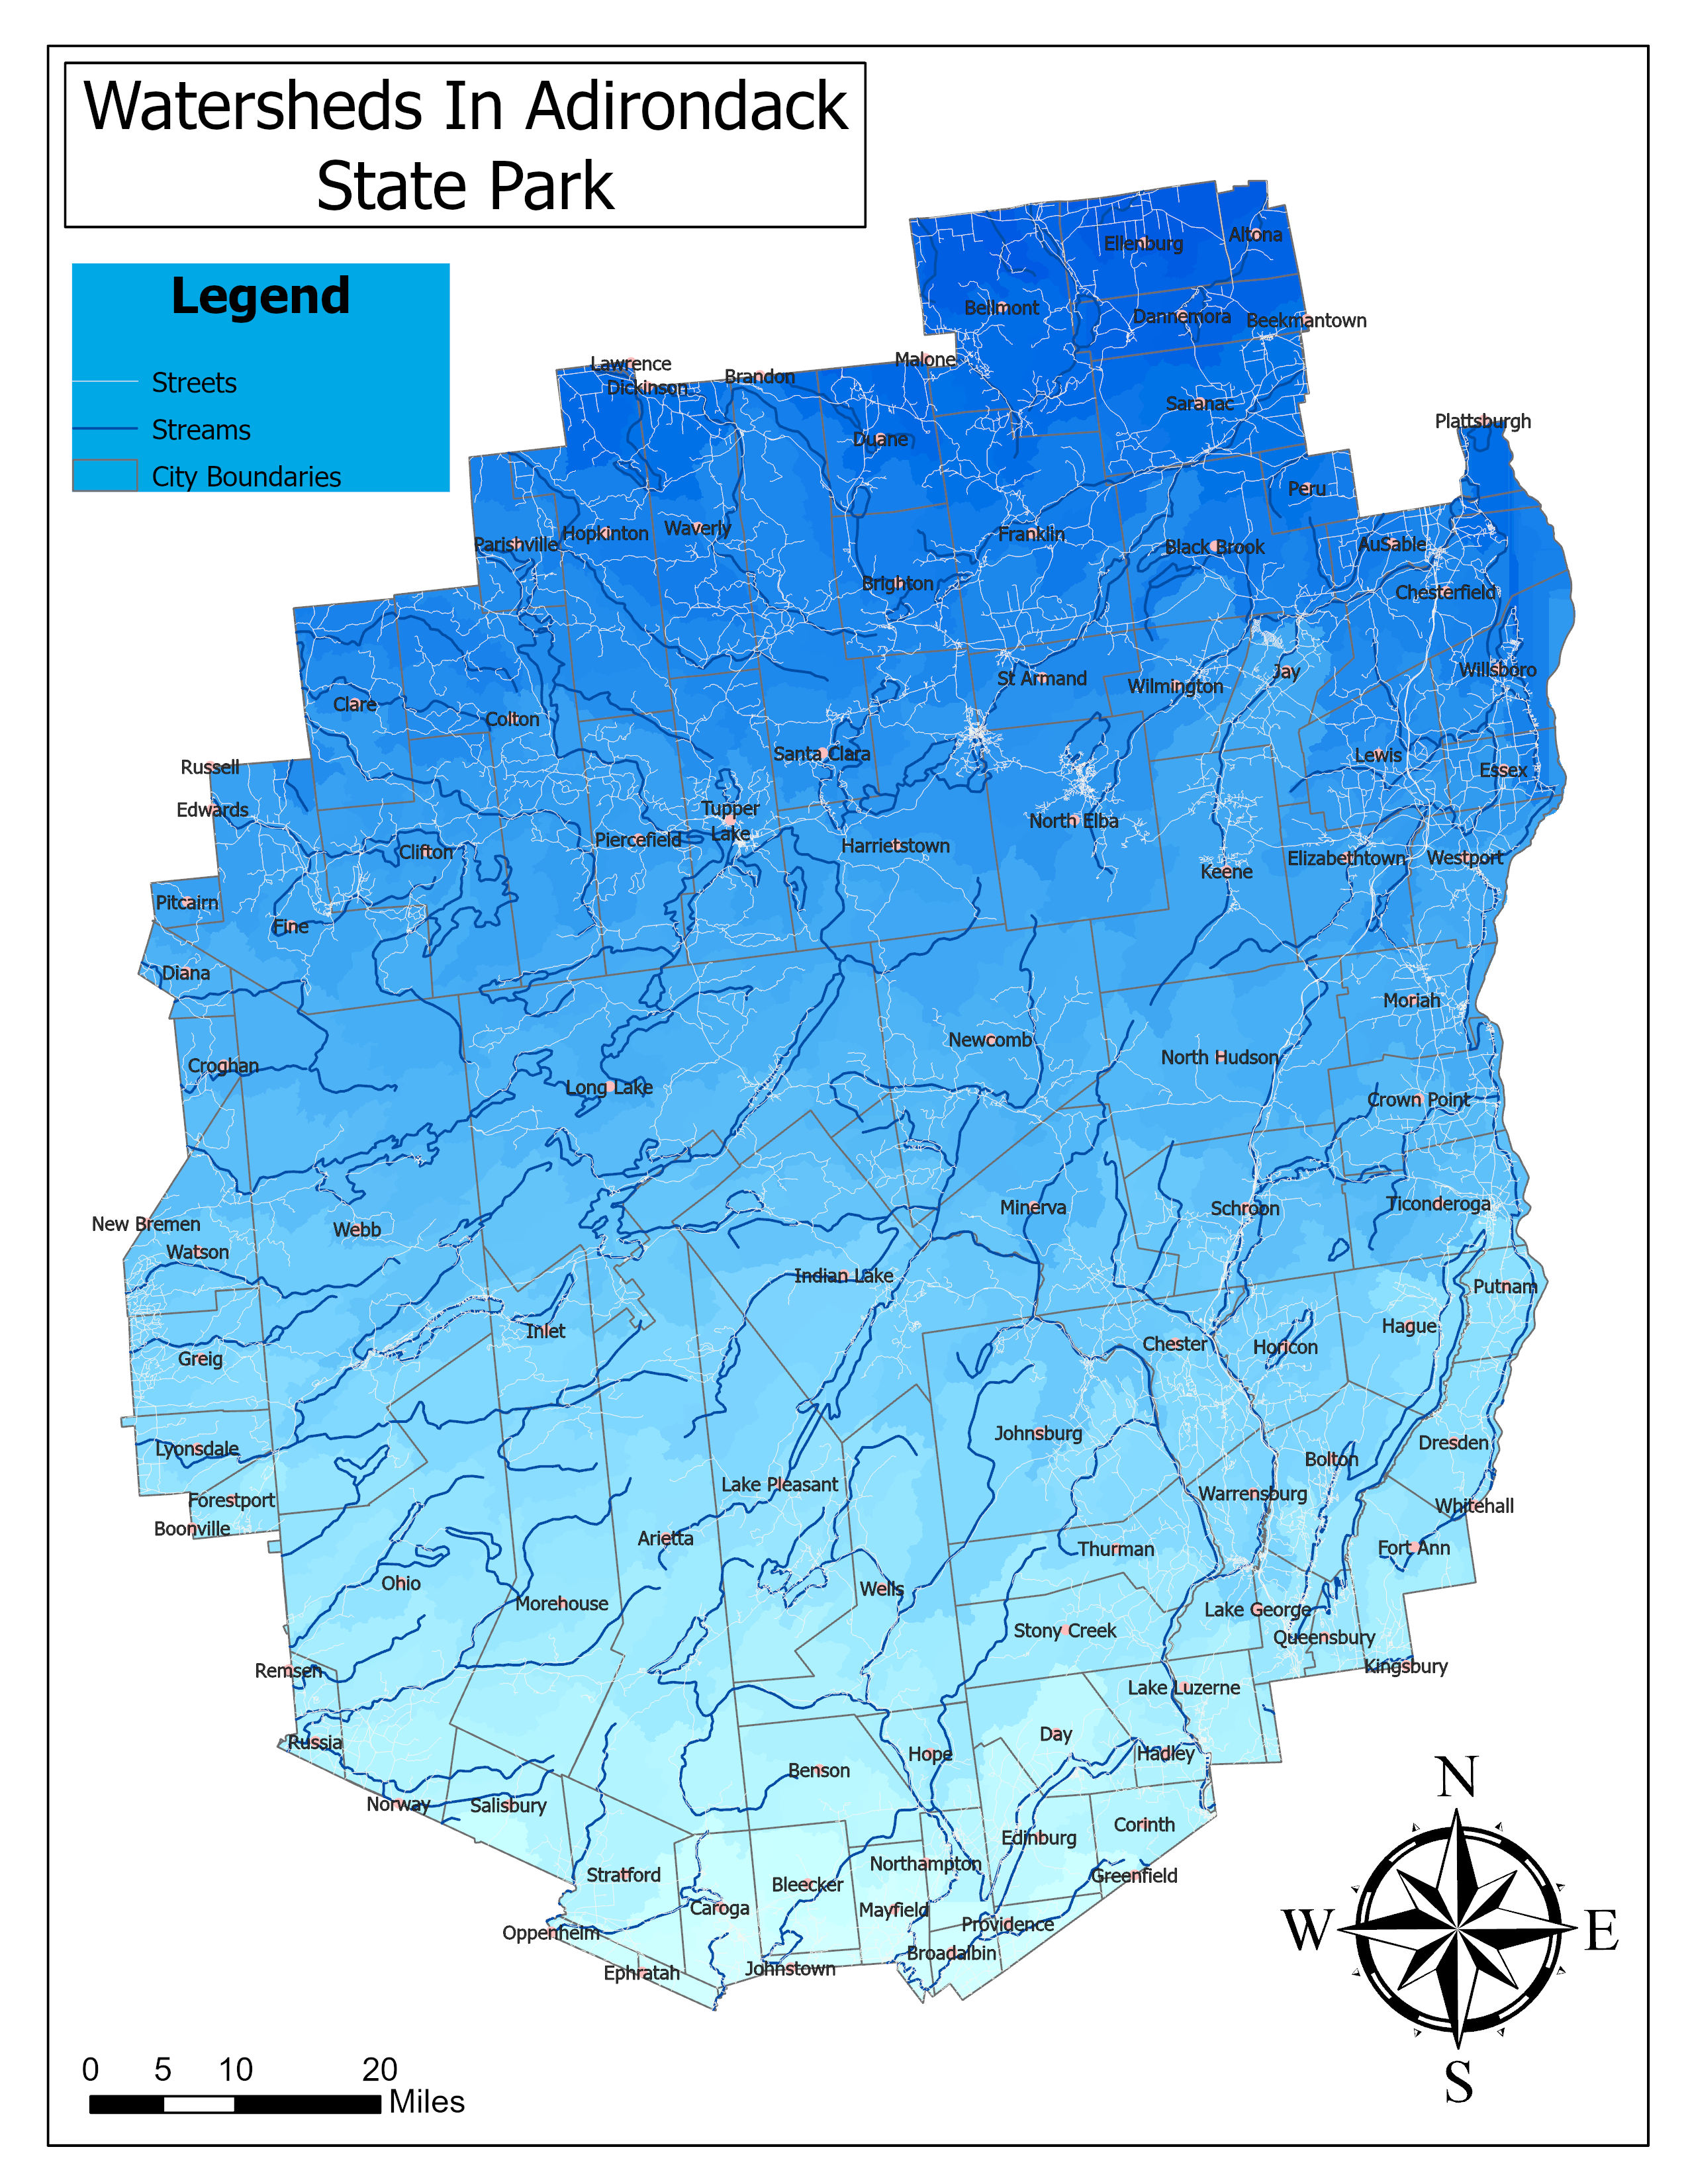 Watersheds In Adirondack
State Park
Legend
Streets
Streams
City Boundaries
Ellenburg
Altona
Bellmont
Dannemora
Beekmantown
Lawrence
Malone
Dickinson
Brandon
Saranac
Plattsburgh
Duane
Peru
Parishville
Hopkinton
Waverly
Franklin
Black Brook
AuSable
Brighton
Chesterfield
St Armand
Wilmington
Jay
Willsboro
Clare
Colton
Santa Clara
Lewis
Russell
Essex
Edwards
Tupper
Lake
Piercefield
Harrietstown
North Elba
Clifton
Keene
Elizabethtown
Westport
Pitcairn
Fine
Diana
Moriah
Newcomb
North Hudson
Croghan
Long Lake
Crown Point
New Bremen
Webb
Minerva
Schroon
Ticonderoga
Watson
Indian Lake
Putnam
Inlet
Hague
Greig
Chester
Horicon
Lyonsdale
Johnsburg
Dresden
Bolton
Lake Pleasant
Warrensburg
Whitehall
Forestport
Boonville
Arietta
Thurman
Fort Ann
Ohio
Wells
Morehouse
Lake George
Stony Creek
Queensbury
Remsen
Kingsbury
Lake Luzerne
Russia
Day
Hope
Hadley
Benson
Norway
Salisbury
Corinth
Edinburg
Stratford
Northampton
Greenfield
Bleecker
Caroga
Mayfield
Providence
Oppenheim
Broadalbin
Ephratah
Johnstown
N
W
E
S
0 5 10 20
Miles